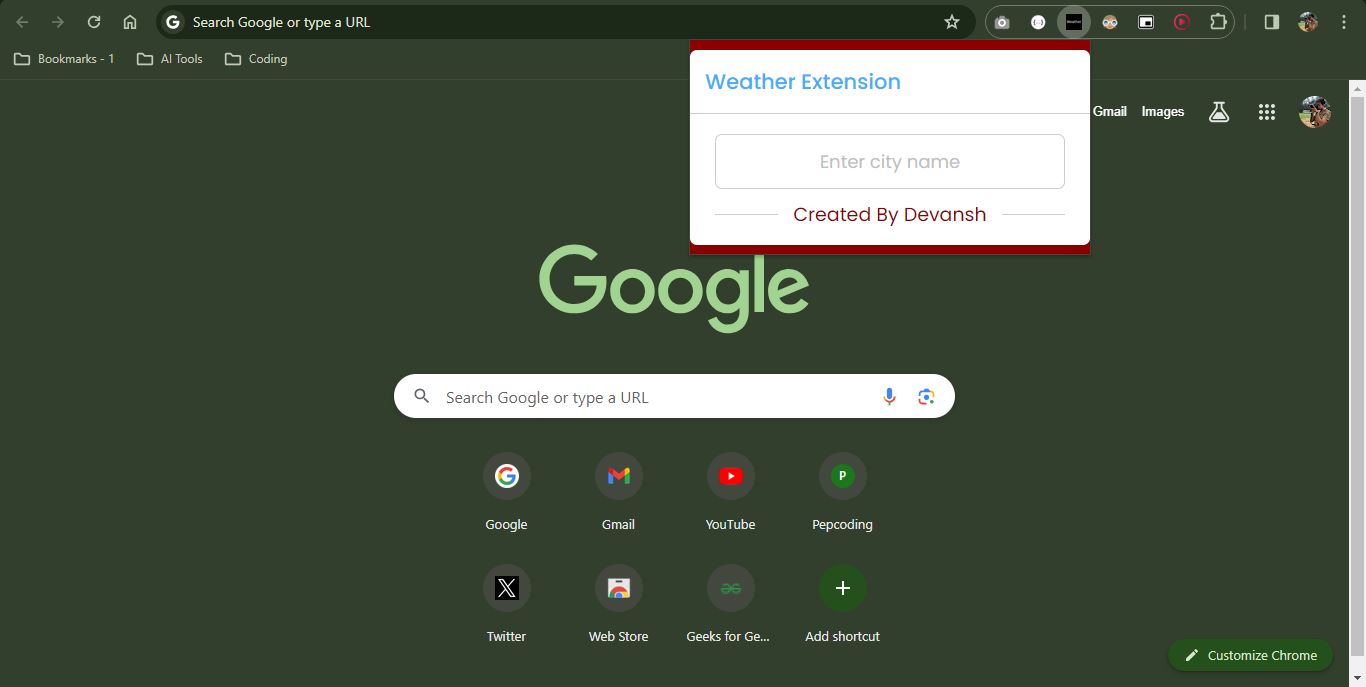 Search Google or type a URL
Bookmarks - 1
AI Tools
Coding
Weather Extension
Enter city name
Created By Devansh
Gmail
Images
Google
Search Google or type a URL
Google
Gmail
YouTube
P
Pepcoding
Twitter
Web Store
Geeks for Ge...
Add shortcut
Customize Chrome